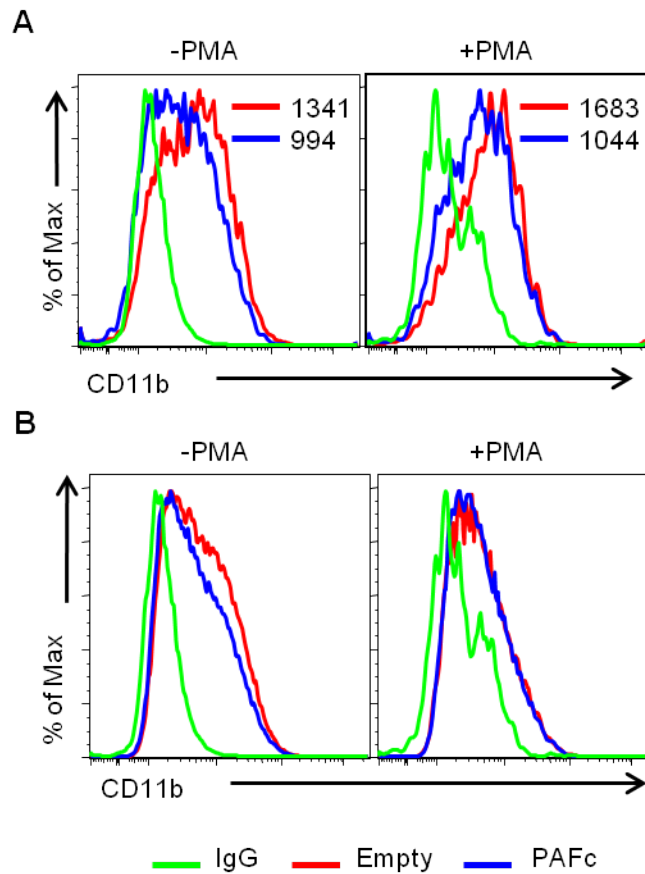 A
-PMA
+PMA
1341
994
1683
1044
% of Max
CD11b
B
-PMA
+PMA
% of Max
CD11b
IgG Empty PAFc